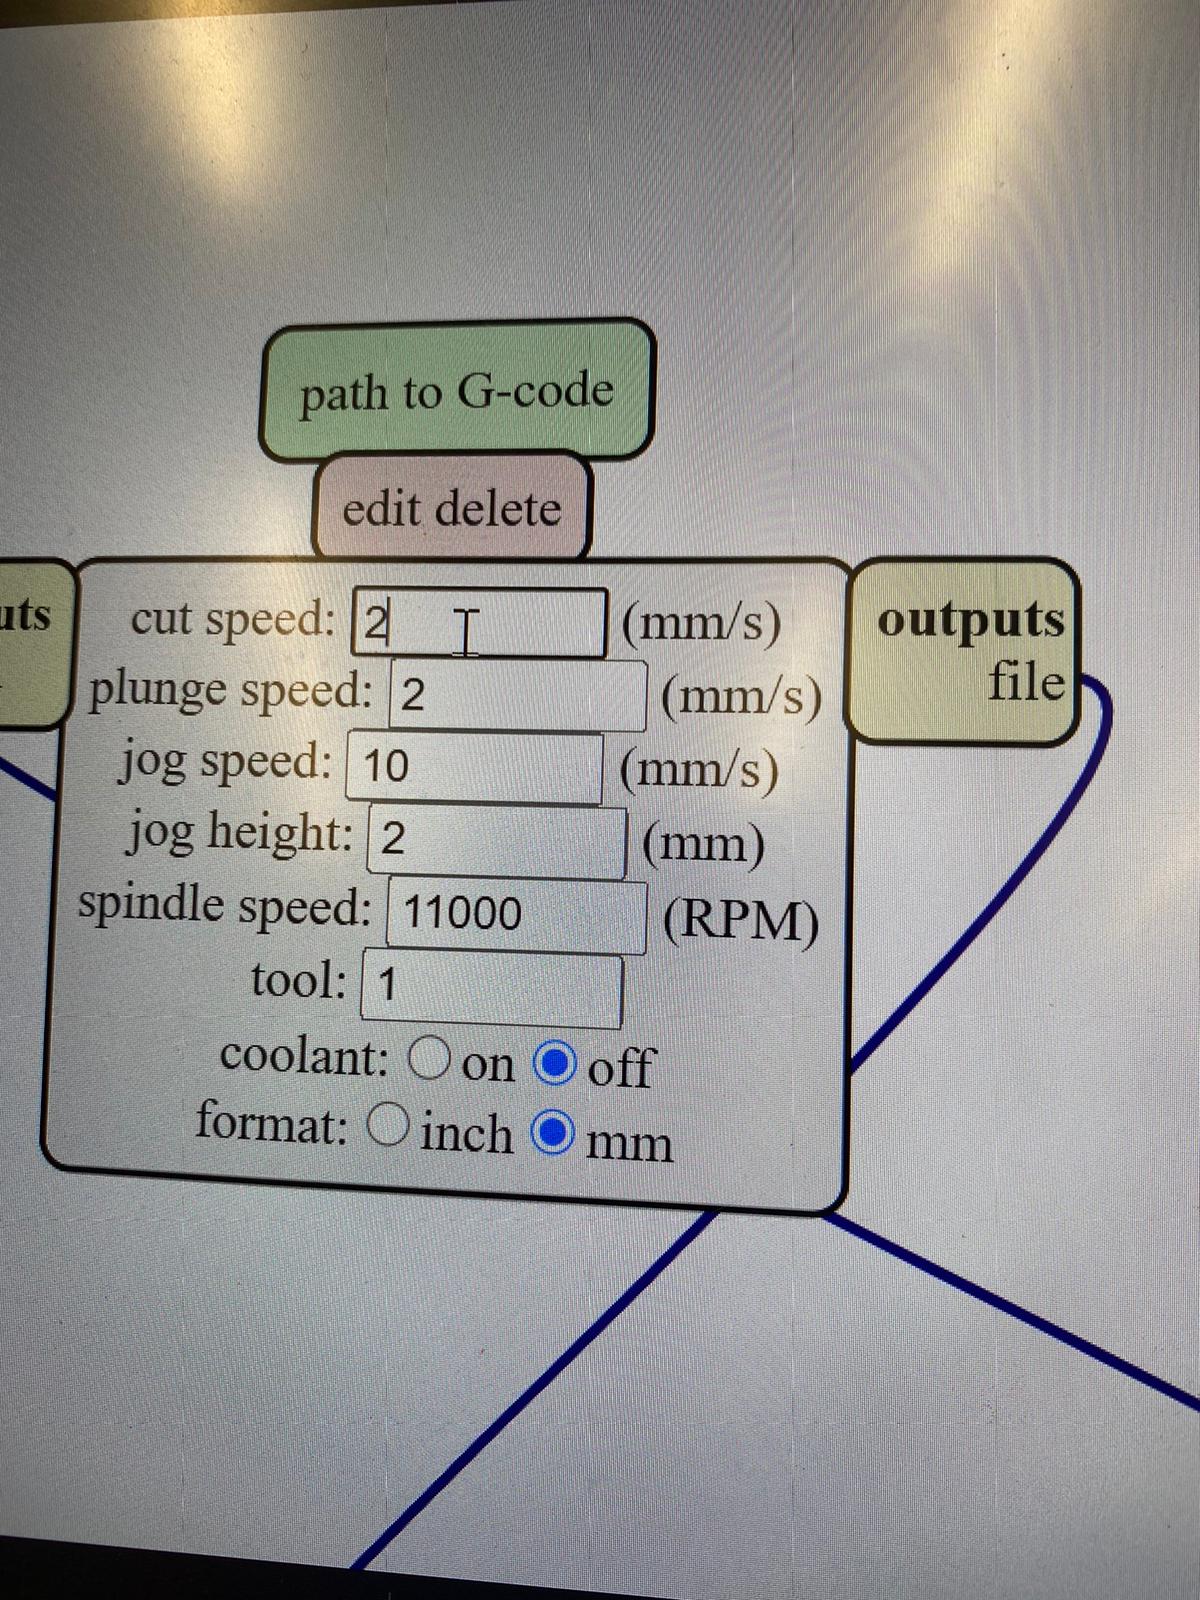 path to G-code
edit delete
uts
cut speed: 2 (mm/s)
plunge speed: 2 (mm/s)
jog speed: 10 (mm/s)
jog height: 2 (mm)
spindle speed: 11000 (RPM)
tool: 1
coolant: on off
format: inch mm
outputs
file